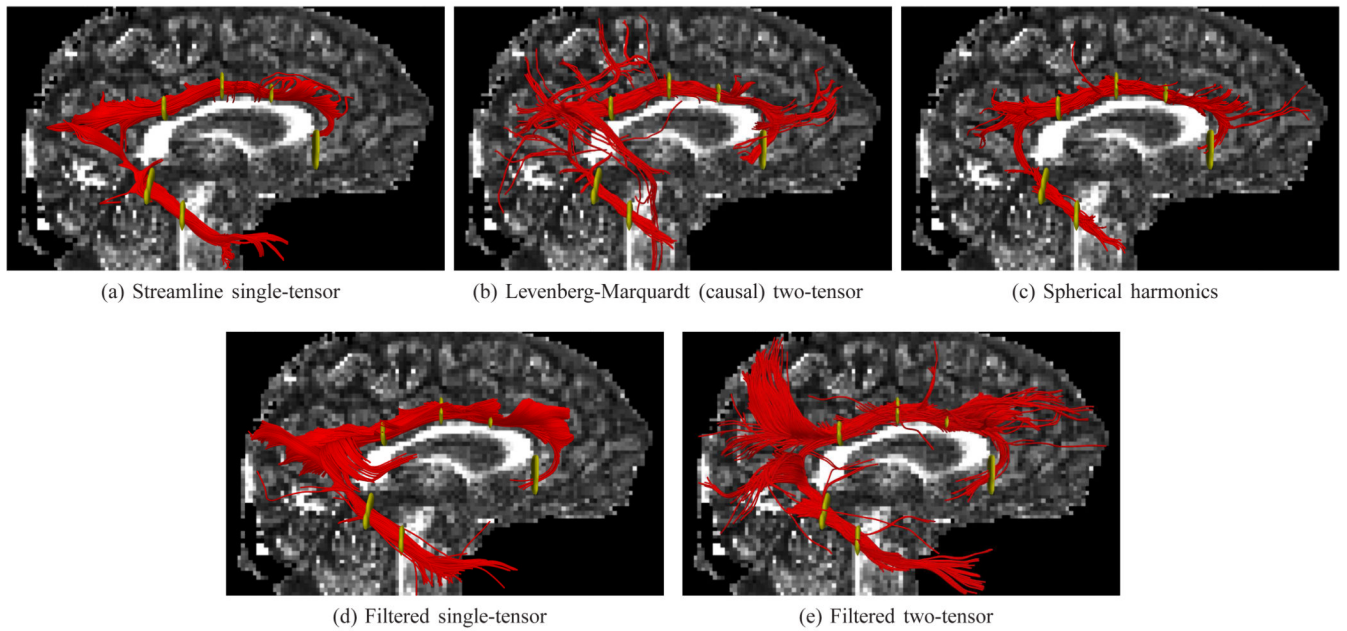 (a) Streamline single-tensor
(b) Levenberg-Marquardt (causal) two-tensor
(c) Spherical harmonics
(d) Filtered single-tensor
(e) Filtered two-tensor